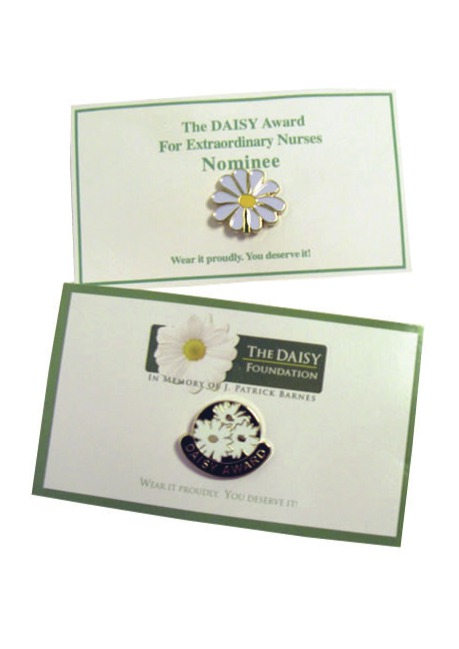 The DAISY Award
For Extraordinary Nurses
Nominee
Wear it proudly. You deserve it!
THE DAISY
FOUNDATION
IN MEMORY OF J. PATRICK BARNES
DAISY AWARD
WEAR IT PROUDLY. YOU DESERVE IT!